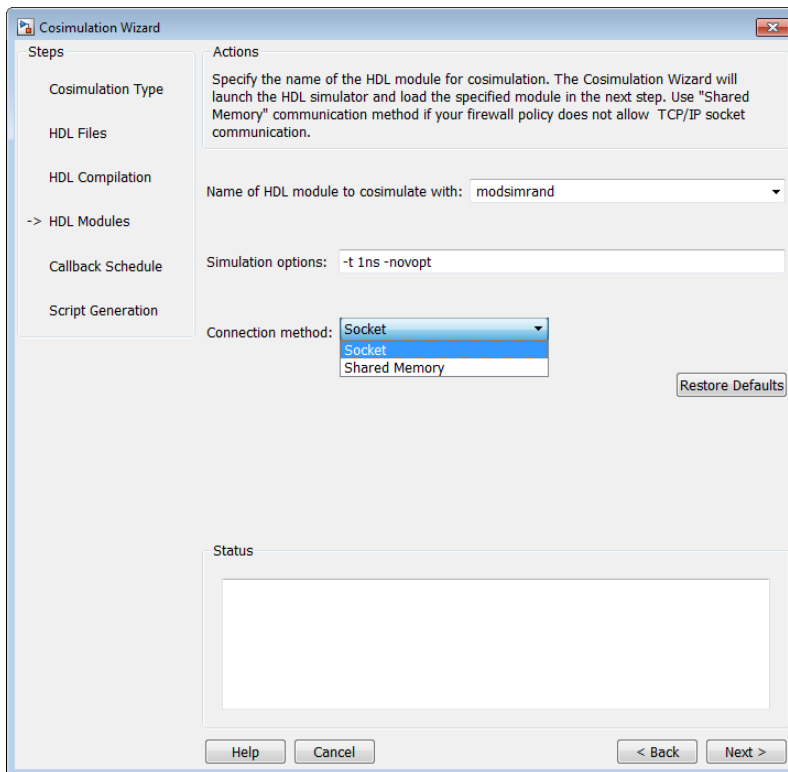 Cosimulation Wizard
Steps
Cosimulation Type
HDL Files
HDL Compilation
-> HDL Modules
Callback Schedule
Script Generation
Actions
Specify the name of the HDL module for cosimulation. The Cosimulation Wizard will
launch the HDL simulator and load the specified module in the next step. Use "Shared
Memory" communication method if your firewall policy does not allow TCP/IP socket
communication.
Name of HDL module to cosimulate with: modsimrand
Simulation options: -t 1ns -novopt
Connection method: Socket
Socket
Shared Memory
Restore Defaults
Status
Help Cancel < Back Next >